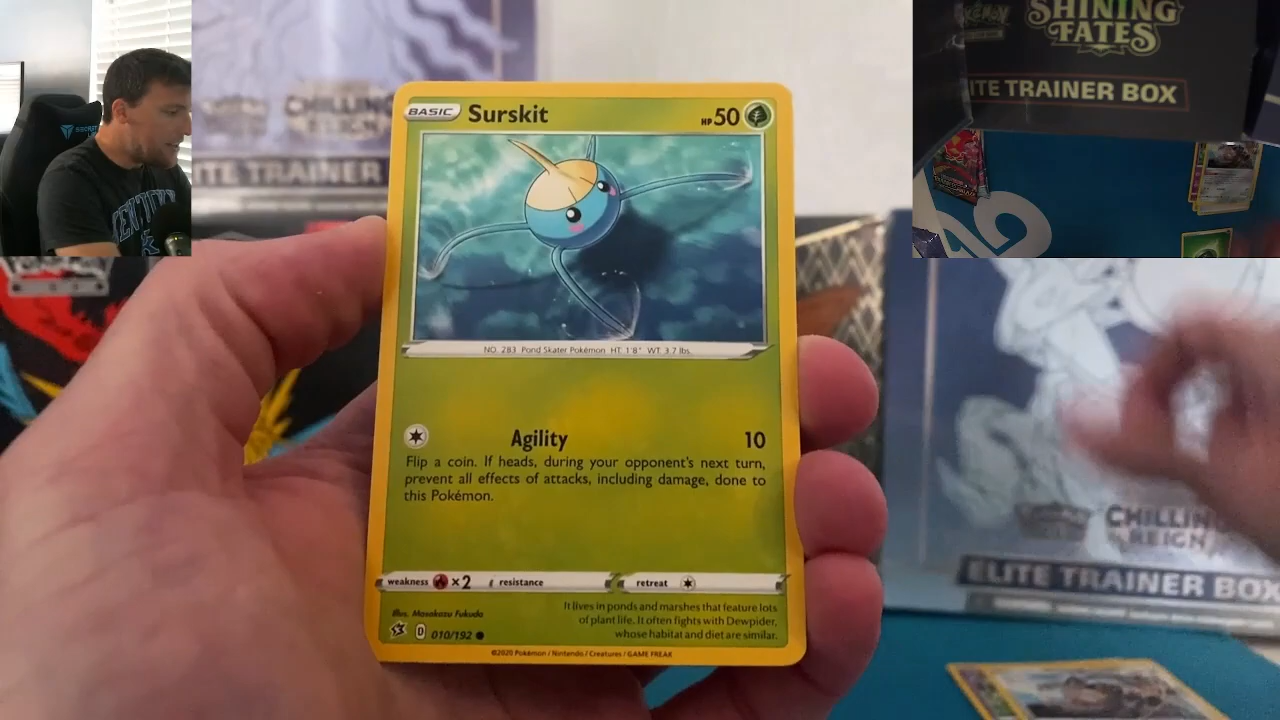 SHINING
FATES
ITE TRAINER BOX
CHILLING
REIGN
ITE TRAINER
BASIC Surskit HP 50
NO. 283 Pond Skater Pokémon HT. 1'8" WT. 3.7 lbs.
Agility 10
Flip a coin. If heads, during your opponent's next turn,
prevent all effects of attacks, including damage, done to
this Pokémon.
weakness ×2 resistance retreat
Illus. Masakazu Fukuda
It lives in ponds and marshes that feature lots
of plant life. It often fights with Dewpider,
whose habitat and diet are similar.
D 010/192
©2020 Pokémon / Nintendo / Creatures / GAME FREAK
CHILLIN
REIGN
ELITE TRAINER BOX